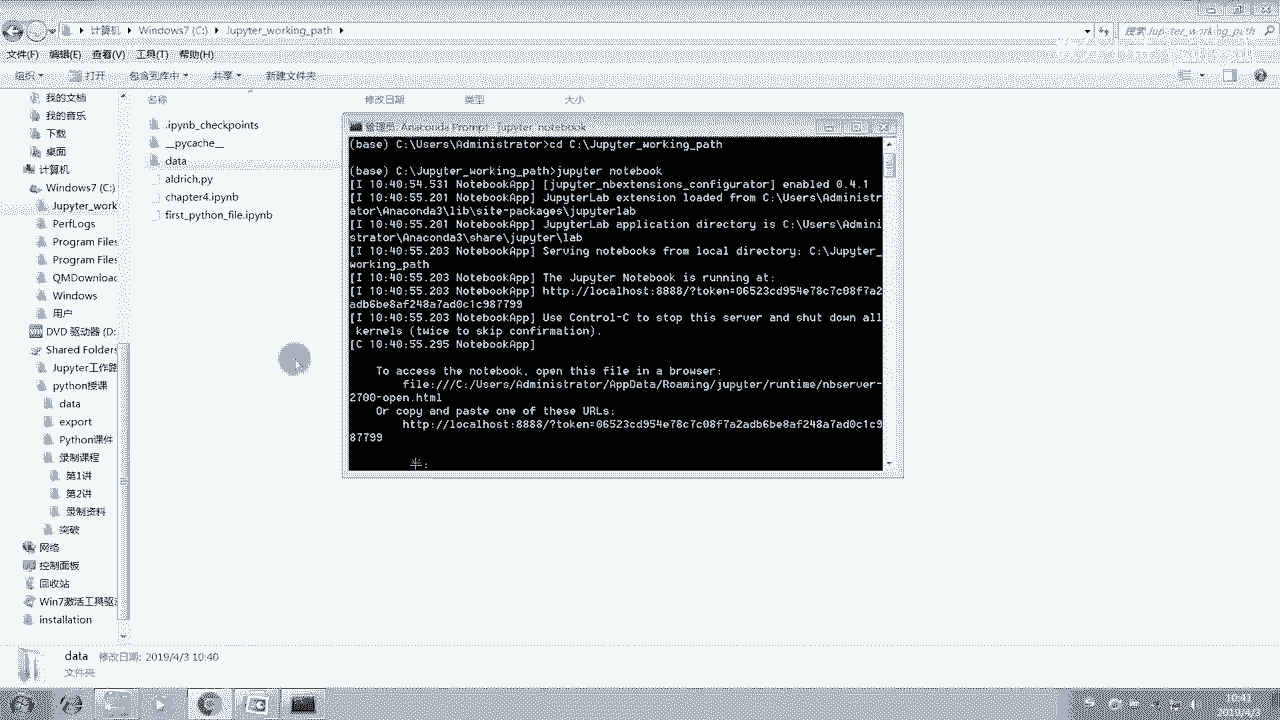 计算机 ▸ Windows7 (C:) ▸ Jupyter_working_path ▸
搜索 Jupyter_working_path
文件(F) 编辑(E) 查看(V) 工具(T) 帮助(H)
组织 打开 包含到库中 共享 新建文件夹
名称 修改日期 类型 大小
我的文档
我的音乐
下载
桌面
计算机
Windows7 (C:)
Jupyter_work
PerfLogs
Program Files
Program Files
QMDownload
Windows
用户
DVD 驱动器 (D:
Shared Folders
Jupyter工作路
python授课
data
export
Python课件
录制课程
第1讲
第2讲
录制资料
突破
网络
控制面板
回收站
Win7激活工具驱
installation
.ipynb_checkpoints
__pycache__
data
aldrich.py
chapter4.ipynb
first_python_file.ipynb
管理员: Anaconda Prompt - jupyter notebook
(base) C:\Users\Administrator>cd C:\Jupyter_working_path
(base) C:\Jupyter_working_path>jupyter notebook
[I 10:40:54.531 NotebookApp] [jupyter_nbextensions_configurator] enabled 0.4.1
[I 10:40:55.201 NotebookApp] JupyterLab extension loaded from C:\Users\Administr
ator\Anaconda3\lib\site-packages\jupyterlab
[I 10:40:55.201 NotebookApp] JupyterLab application directory is C:\Users\Admini
strator\Anaconda3\share\jupyter\lab
[I 10:40:55.203 NotebookApp] Serving notebooks from local directory: C:\Jupyter_
working_path
[I 10:40:55.203 NotebookApp] The Jupyter Notebook is running at:
[I 10:40:55.203 NotebookApp] http://localhost:8888/?token=06523cd954e78c7c08f7a2
adb6be8af248a7ad0c1c987799
[I 10:40:55.203 NotebookApp] Use Control-C to stop this server and shut down all
kernels (twice to skip confirmation).
[C 10:40:55.295 NotebookApp]
To access the notebook, open this file in a browser:
file:///C:/Users/Administrator/AppData/Roaming/jupyter/runtime/nbserver-
2700-open.html
Or copy and paste one of these URLs:
http://localhost:8888/?token=06523cd954e78c7c08f7a2adb6be8af248a7ad0c1c9
87799
半:
data 修改日期: 2019/4/3 10:40
文件夹
10:41